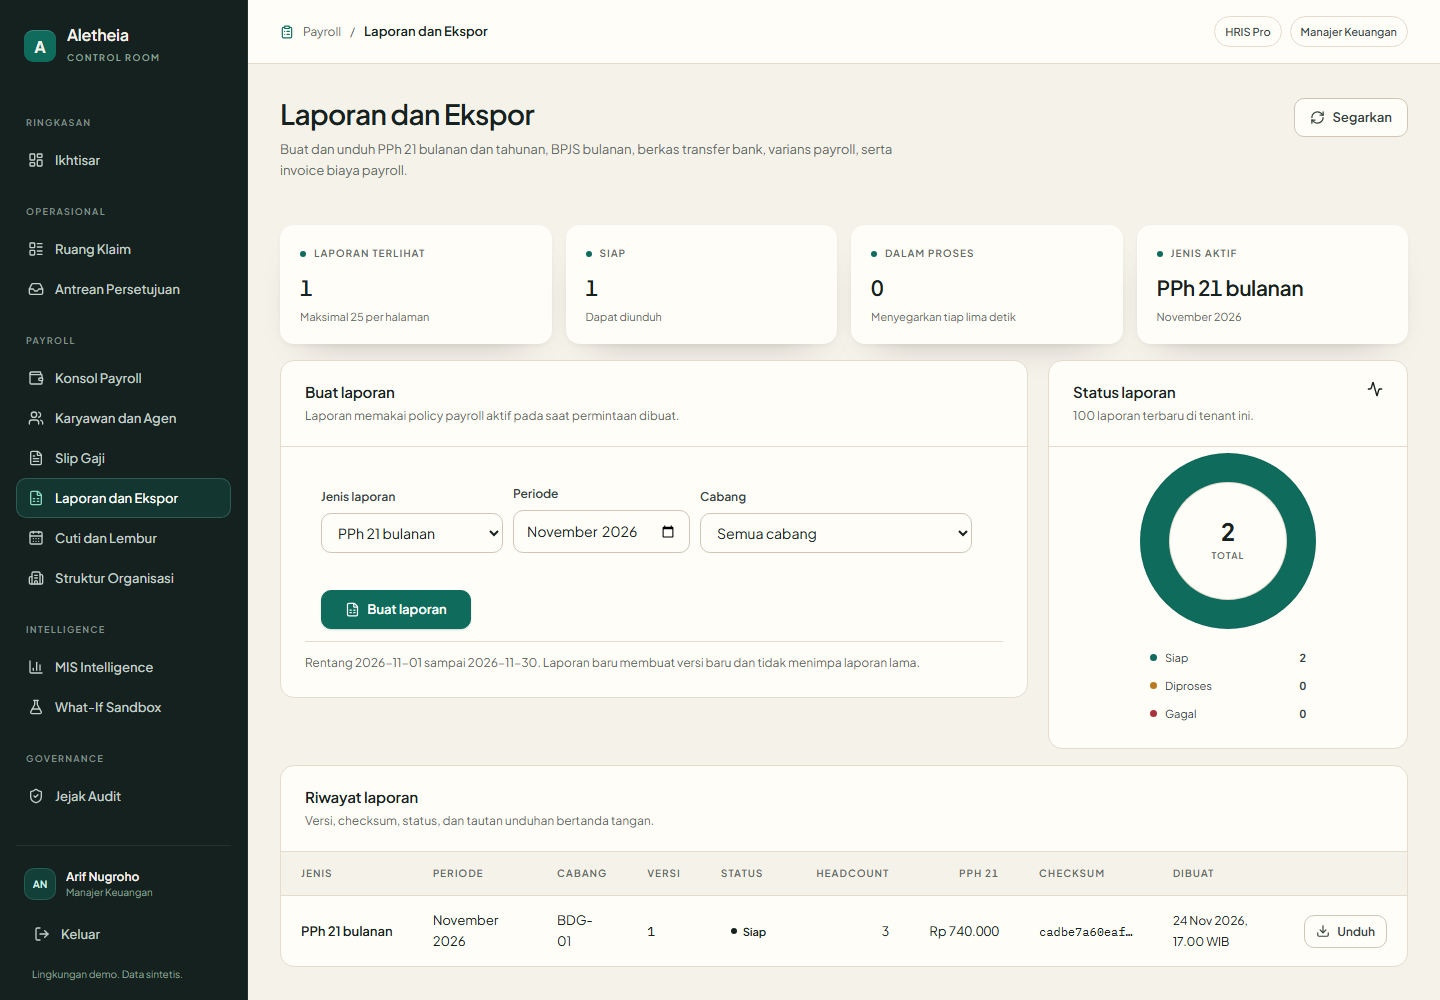 A
Aletheia
CONTROL ROOM
RINGKASAN
Ikhtisar
OPERASIONAL
Ruang Klaim
Antrean Persetujuan
PAYROLL
Konsol Payroll
Karyawan dan Agen
Slip Gaji
Laporan dan Ekspor
Cuti dan Lembur
Struktur Organisasi
INTELLIGENCE
MIS Intelligence
What-If Sandbox
GOVERNANCE
Jejak Audit
AN
Arif Nugroho
Manajer Keuangan
Keluar
Lingkungan demo. Data sintetis.
Payroll / Laporan dan Ekspor
HRIS Pro
Manajer Keuangan
Laporan dan Ekspor
Buat dan unduh PPh 21 bulanan dan tahunan, BPJS bulanan, berkas transfer bank, varians payroll, serta
invoice biaya payroll.
Segarkan
LAPORAN TERLIHAT
1
Maksimal 25 per halaman
SIAP
1
Dapat diunduh
DALAM PROSES
0
Menyegarkan tiap lima detik
JENIS AKTIF
PPh 21 bulanan
November 2026
Buat laporan
Laporan memakai policy payroll aktif pada saat permintaan dibuat.
Jenis laporan
PPh 21 bulanan
Periode
November 2026
Cabang
Semua cabang
Buat laporan
Rentang 2026-11-01 sampai 2026-11-30. Laporan baru membuat versi baru dan tidak menimpa laporan lama.
Status laporan
100 laporan terbaru di tenant ini.
2
TOTAL
Siap 2
Diproses 0
Gagal 0
Riwayat laporan
Versi, checksum, status, dan tautan unduhan bertanda tangan.
JENIS PERIODE CABANG VERSI STATUS HEADCOUNT PPH 21 CHECKSUM DIBUAT
PPh 21 bulanan November 2026 BDG-01 1 Siap 3 Rp 740.000 cadbe7a60eaf… 24 Nov 2026, 17.00 WIB Unduh